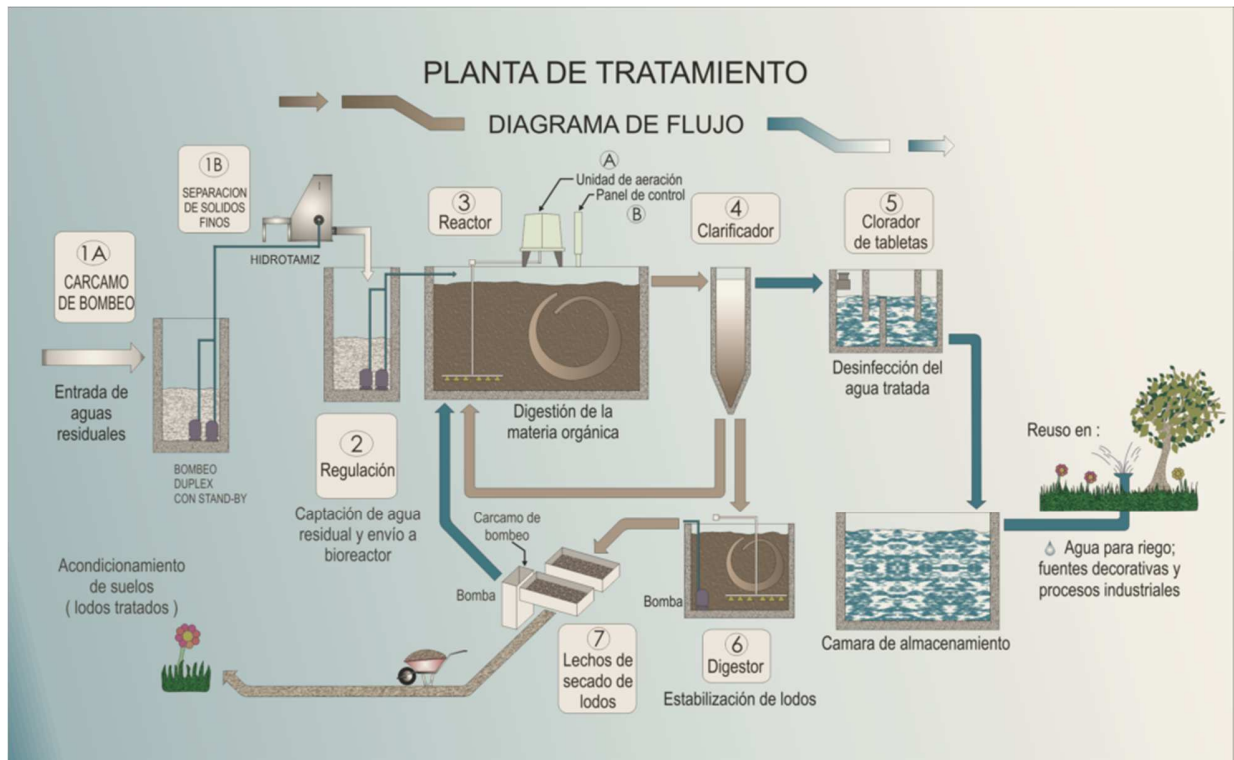 PLANTA DE TRATAMIENTO
DIAGRAMA DE FLUJO
1A
CARCAMO
DE BOMBEO
Entrada de
aguas
residuales
BOMBEO
DUPLEX
CON STAND-BY
1B
SEPARACION
DE SOLIDOS
FINOS
HIDROTAMIZ
2
Regulación
Captación de agua
residual y envío a
bioreactor
3
Reactor
A
Unidad de aeración
Panel de control
B
Digestión de la
materia orgánica
4
Clarificador
5
Clorador
de tabletas
Desinfección del
agua tratada
Reuso en :
Agua para riego;
fuentes decorativas y
procesos industriales
Camara de almacenamiento
Bomba
6
Digestor
Estabilización de lodos
Carcamo de
bombeo
Bomba
7
Lechos de
secado de
lodos
Acondicionamiento
de suelos
( lodos tratados )